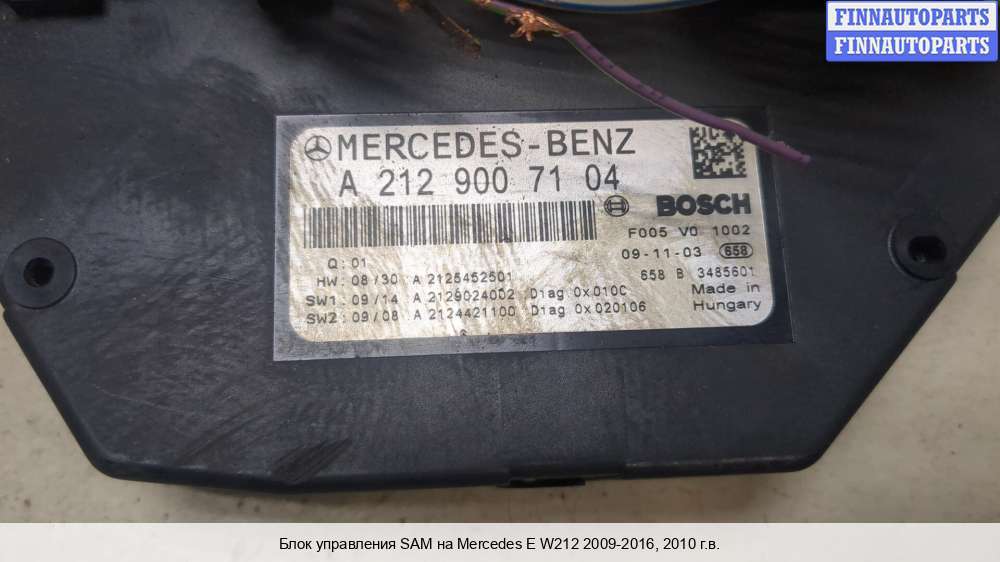 FINNAUTOPARTS
FINNAUTOPARTS
MERCEDES-BENZ
A 212 900 71 04
BOSCH
F005 V0 1002
09-11-03 658
658 B 3485601
Made in
Hungary
Q: 01
HW: 08/30 A 2125452501
SW1: 09/14 A 2129024002 Diag 0x010C
SW2: 09/08 A 2124421100 Diag 0x020106
Блок управления SAM на Mercedes E W212 2009-2016, 2010 г.в.